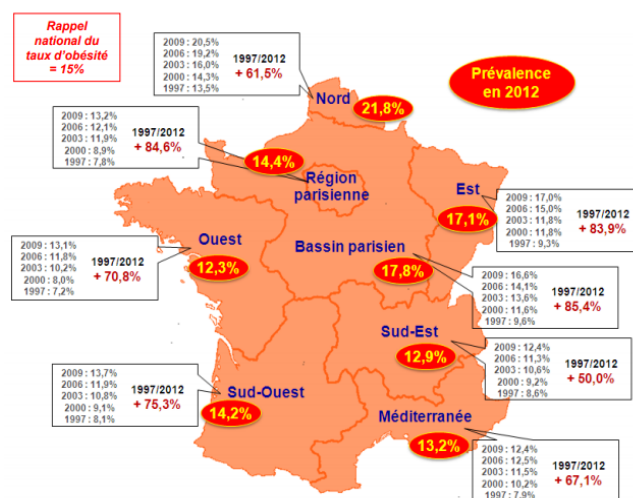 Rappel
national du
taux d'obésité
= 15%
2009 : 20,5%
2006 : 19,2%
2003 : 16,0%
2000 : 14,3%
1997 : 13,5%
1997/2012
+ 61,5%
Nord
21,8%
Prévalence
en 2012
2009 : 13,2%
2006 : 12,1%
2003 : 11,9%
2000 : 8,9%
1997 : 7,8%
1997/2012
+ 84,6%
14,4%
Région
parisienne
Est
17,1%
2009 : 17,0%
2006 : 15,0%
2003 : 11,8%
2000 : 11,8%
1997 : 9,3%
1997/2012
+ 83,9%
2009 : 13,1%
2006 : 11,8%
2003 : 10,2%
2000 : 8,0%
1997 : 7,2%
1997/2012
+ 70,8%
Ouest
12,3%
Bassin parisien
17,8%
2009 : 16,6%
2006 : 14,1%
2003 : 13,6%
2000 : 11,6%
1997 : 9,6%
1997/2012
+ 85,4%
Sud-Est
12,9%
2009 : 12,4%
2006 : 11,3%
2003 : 10,6%
2000 : 9,2%
1997 : 8,6%
1997/2012
+ 50,0%
2009 : 13,7%
2006 : 11,9%
2003 : 10,8%
2000 : 9,1%
1997 : 8,1%
1997/2012
+ 75,3%
Sud-Ouest
14,2%
Méditerranée
13,2%
2009 : 12,4%
2006 : 12,5%
2003 : 11,5%
2000 : 10,2%
1997 : 7,9%
1997/2012
+ 67,1%